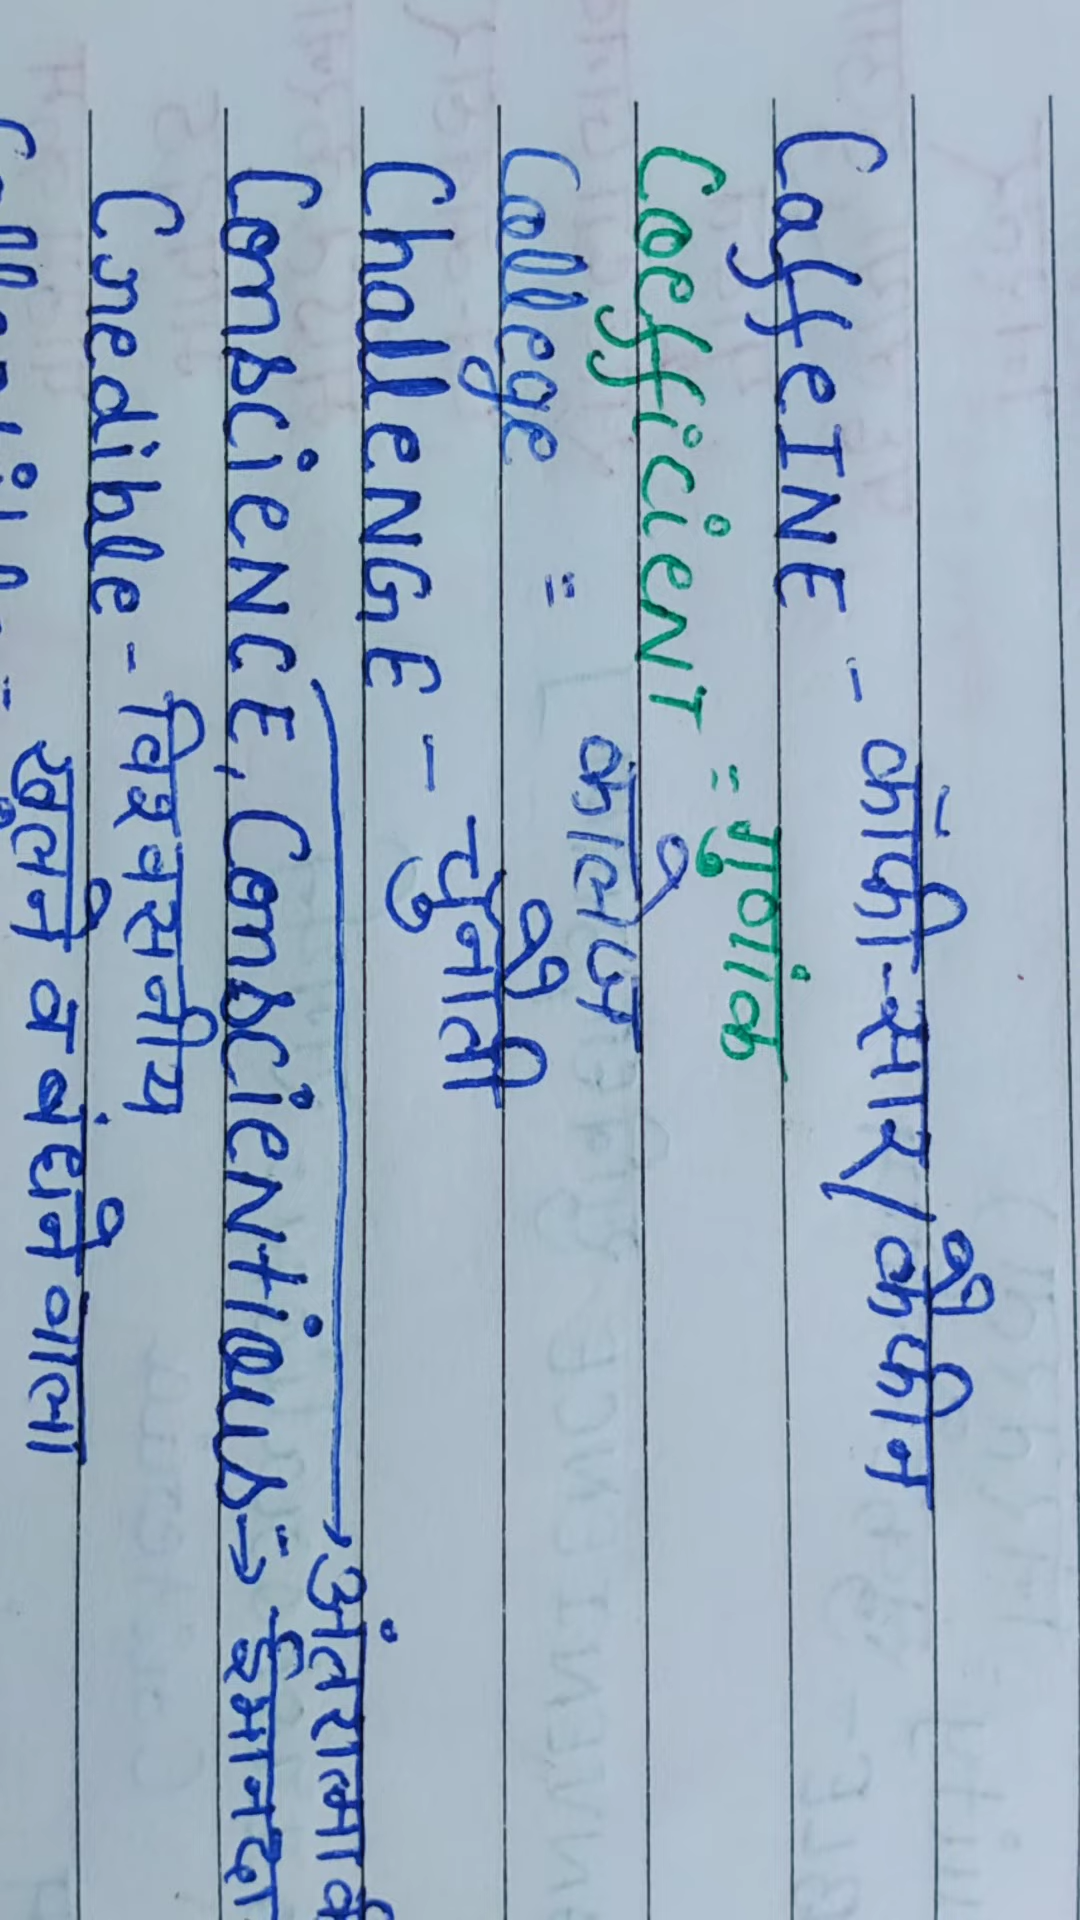 CaffeINE - कॉफी-सार/कैफीन
CoefficieNT = गुणांक
College = कालेज
ChalleNGE - चुनौती
अंतरात्मा
ConscieNCE, ConscieNtious → ईमानदा
Credible - विश्वसनीय
खुलने व बंधने वाला